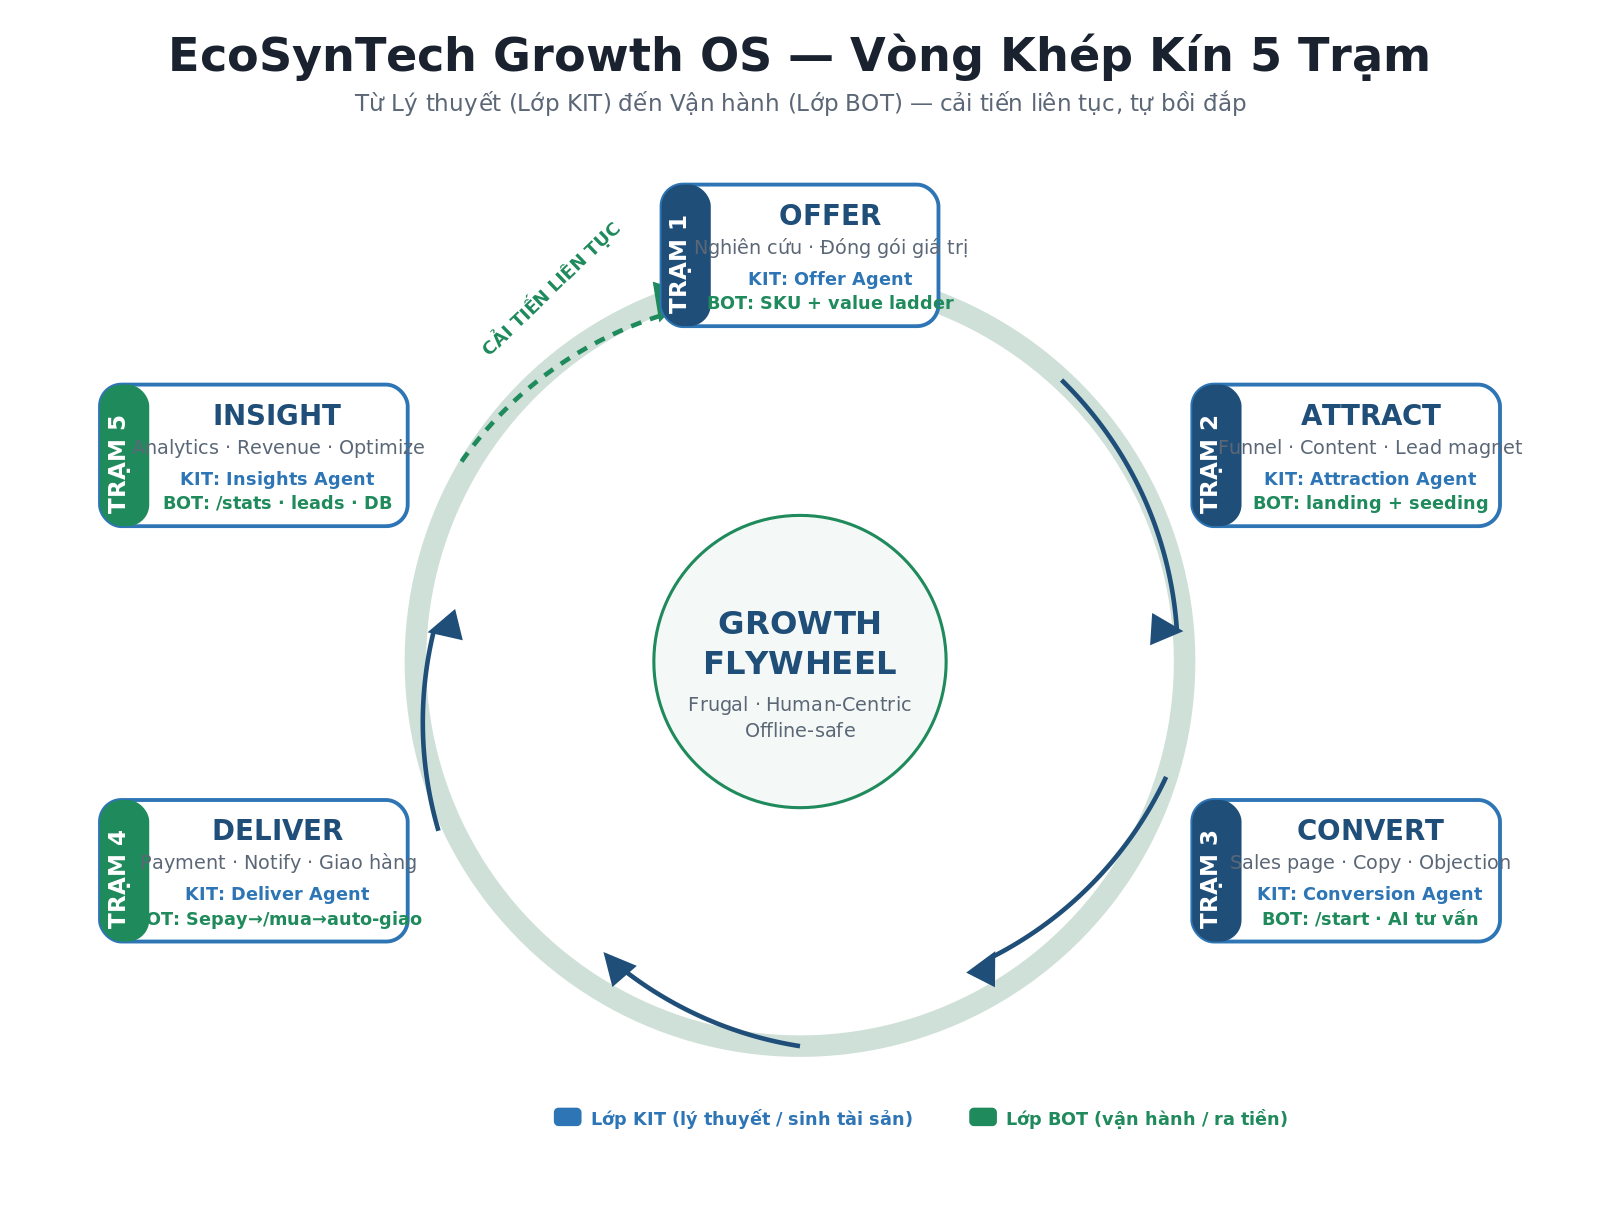 EcoSynTech Growth OS — Vòng Khép Kín 5 Trạm
Từ Lý thuyết (Lớp KIT) đến Vận hành (Lớp BOT) — cải tiến liên tục, tự bồi đắp
CẢI TIẾN LIÊN TỤC
TRẠM 1
OFFER
Nghiên cứu · Đóng gói giá trị
KIT: Offer Agent
BOT: SKU + value ladder
TRẠM 5
INSIGHT
Analytics · Revenue · Optimize
KIT: Insights Agent
BOT: /stats · leads · DB
TRẠM 2
ATTRACT
Funnel · Content · Lead magnet
KIT: Attraction Agent
BOT: landing + seeding
GROWTH
FLYWHEEL
Frugal · Human-Centric
Offline-safe
TRẠM 4
DELIVER
Payment · Notify · Giao hàng
KIT: Deliver Agent
BOT: Sepay→/mua→auto-giao
TRẠM 3
CONVERT
Sales page · Copy · Objection
KIT: Conversion Agent
BOT: /start · AI tư vấn
Lớp KIT (lý thuyết / sinh tài sản)
Lớp BOT (vận hành / ra tiền)